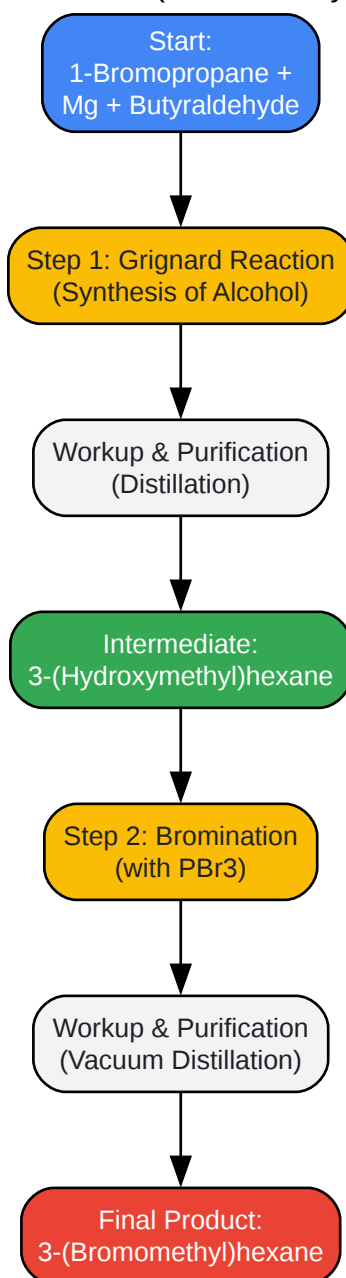 Start:
1-Bromopropane +
Mg + Butyraldehyde
Step 1: Grignard Reaction
(Synthesis of Alcohol)
Workup & Purification
(Distillation)
Intermediate:
3-(Hydroxymethyl)hexane
Step 2: Bromination
(with PBr3)
Workup & Purification
(Vacuum Distillation)
Final Product:
3-(Bromomethyl)hexane